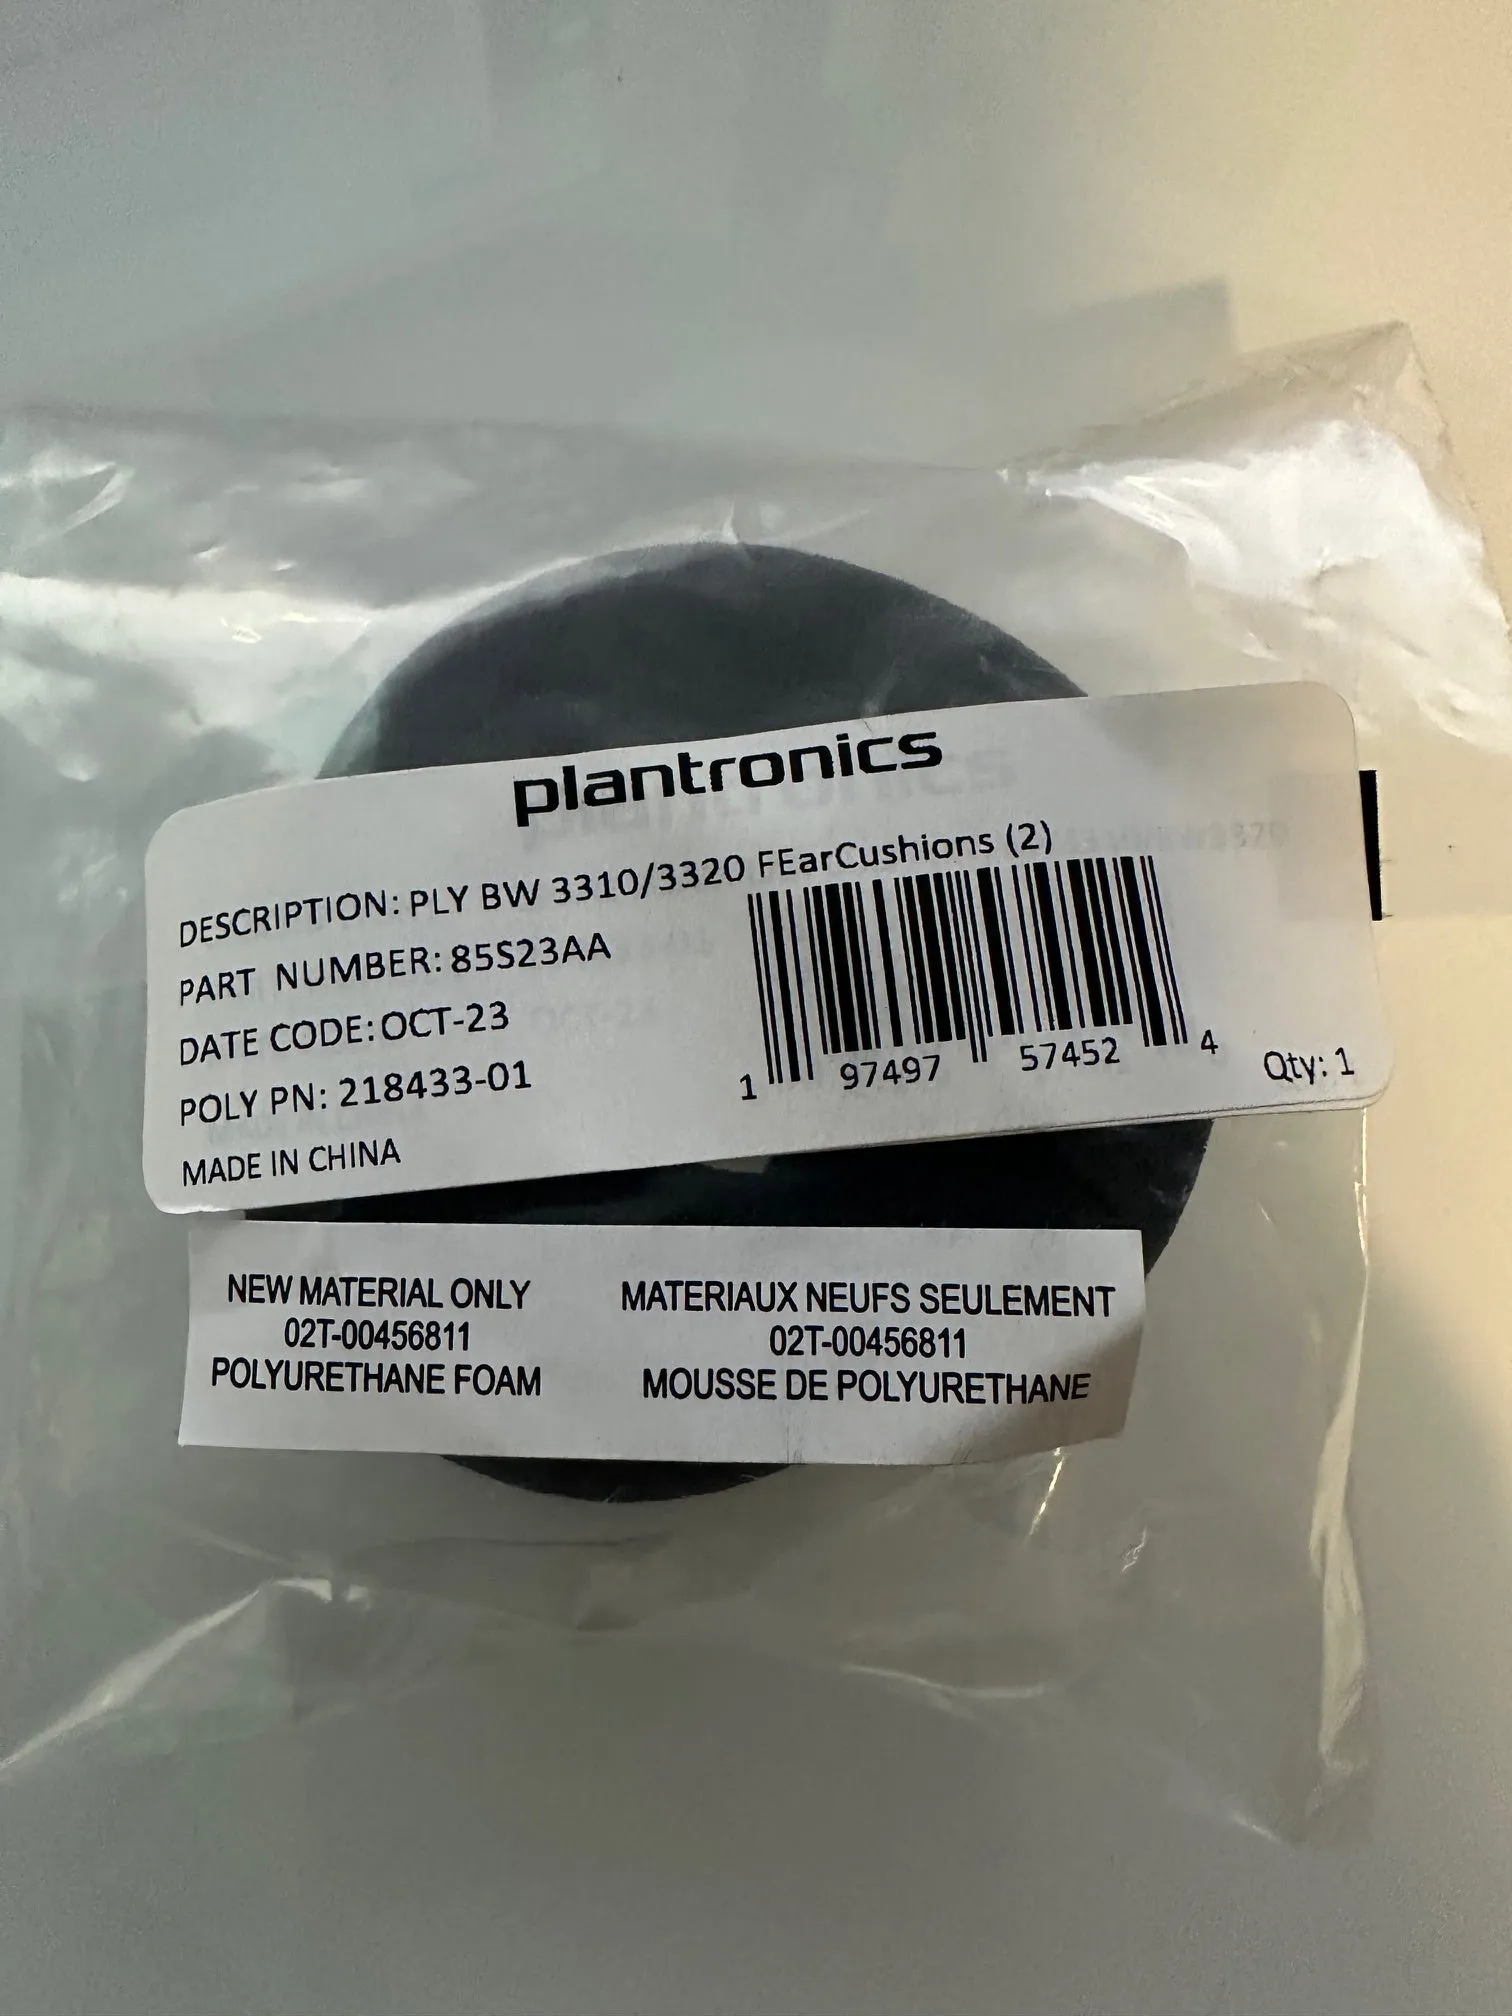 plantronics
DESCRIPTION: PLY BW 3310/3320 FEarCushions (2)
PART NUMBER: 85S23AA
DATE CODE: OCT-23
POLY PN: 218433-01
MADE IN CHINA
1 97497 57452 4
Qty: 1
NEW MATERIAL ONLY
02T-00456811
POLYURETHANE FOAM
MATERIAUX NEUFS SEULEMENT
02T-00456811
MOUSSE DE POLYURETHANE